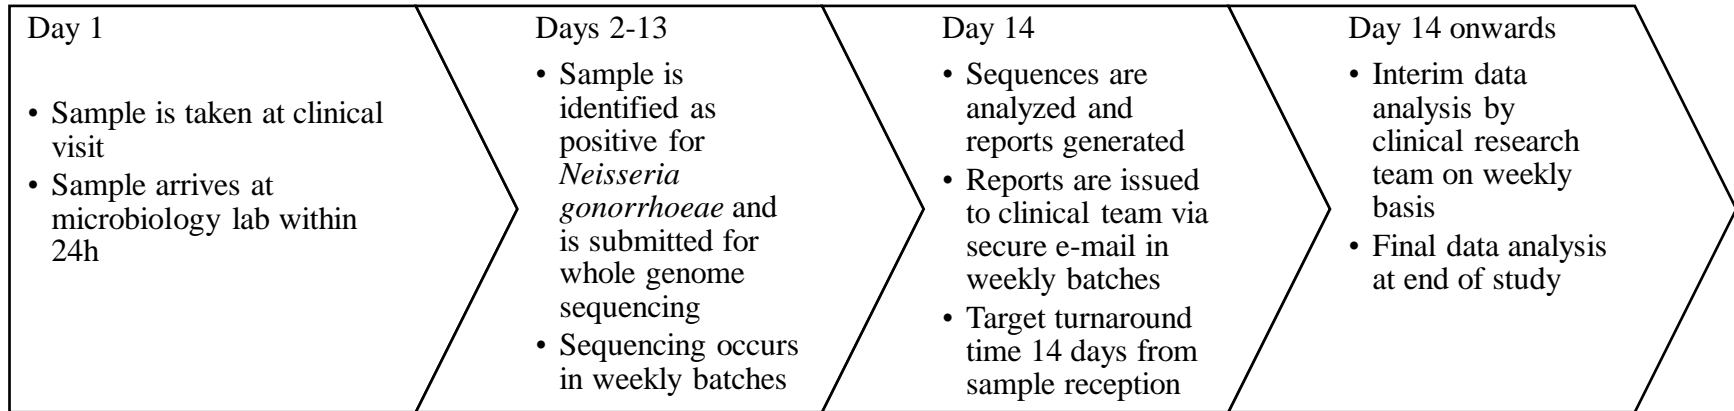 Day 1
• Sample is taken at clinical
visit
• Sample arrives at
microbiology lab within
24h
Days 2-13
• Sample is
identified as
positive for
Neisseria
gonorrhoeae and
is submitted for
whole genome
sequencing
• Sequencing occurs
in weekly batches
Day 14
• Sequences are
analyzed and
reports generated
• Reports are issued
to clinical team via
secure e-mail in
weekly batches
• Target turnaround
time 14 days from
sample reception
Day 14 onwards
• Interim data
analysis by
clinical research
team on weekly
basis
• Final data analysis
at end of study